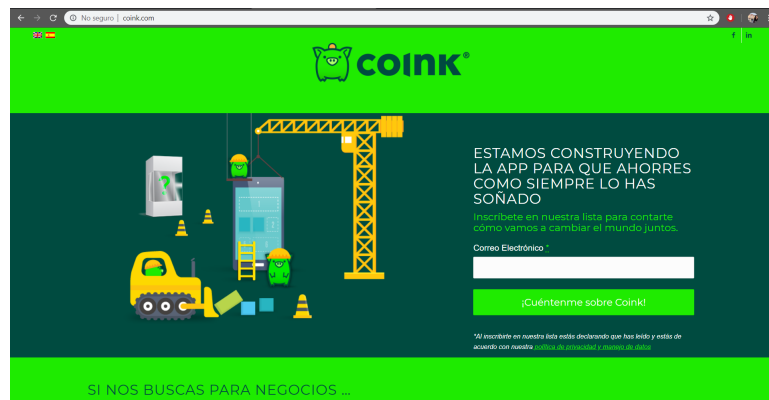 No seguro | coink.com
coink®
f in
ESTAMOS CONSTRUYENDO
LA APP PARA QUE AHORRES
COMO SIEMPRE LO HAS
SOÑADO
Inscríbete en nuestra lista para contarte
cómo vamos a cambiar el mundo juntos.
Correo Electrónico *
¡Cuéntenme sobre Coink!
*Al inscribirte en nuestra lista estás declarando que has leído y estás de
acuerdo con nuestra política de privacidad y manejo de datos
?
SI NOS BUSCAS PARA NEGOCIOS ...